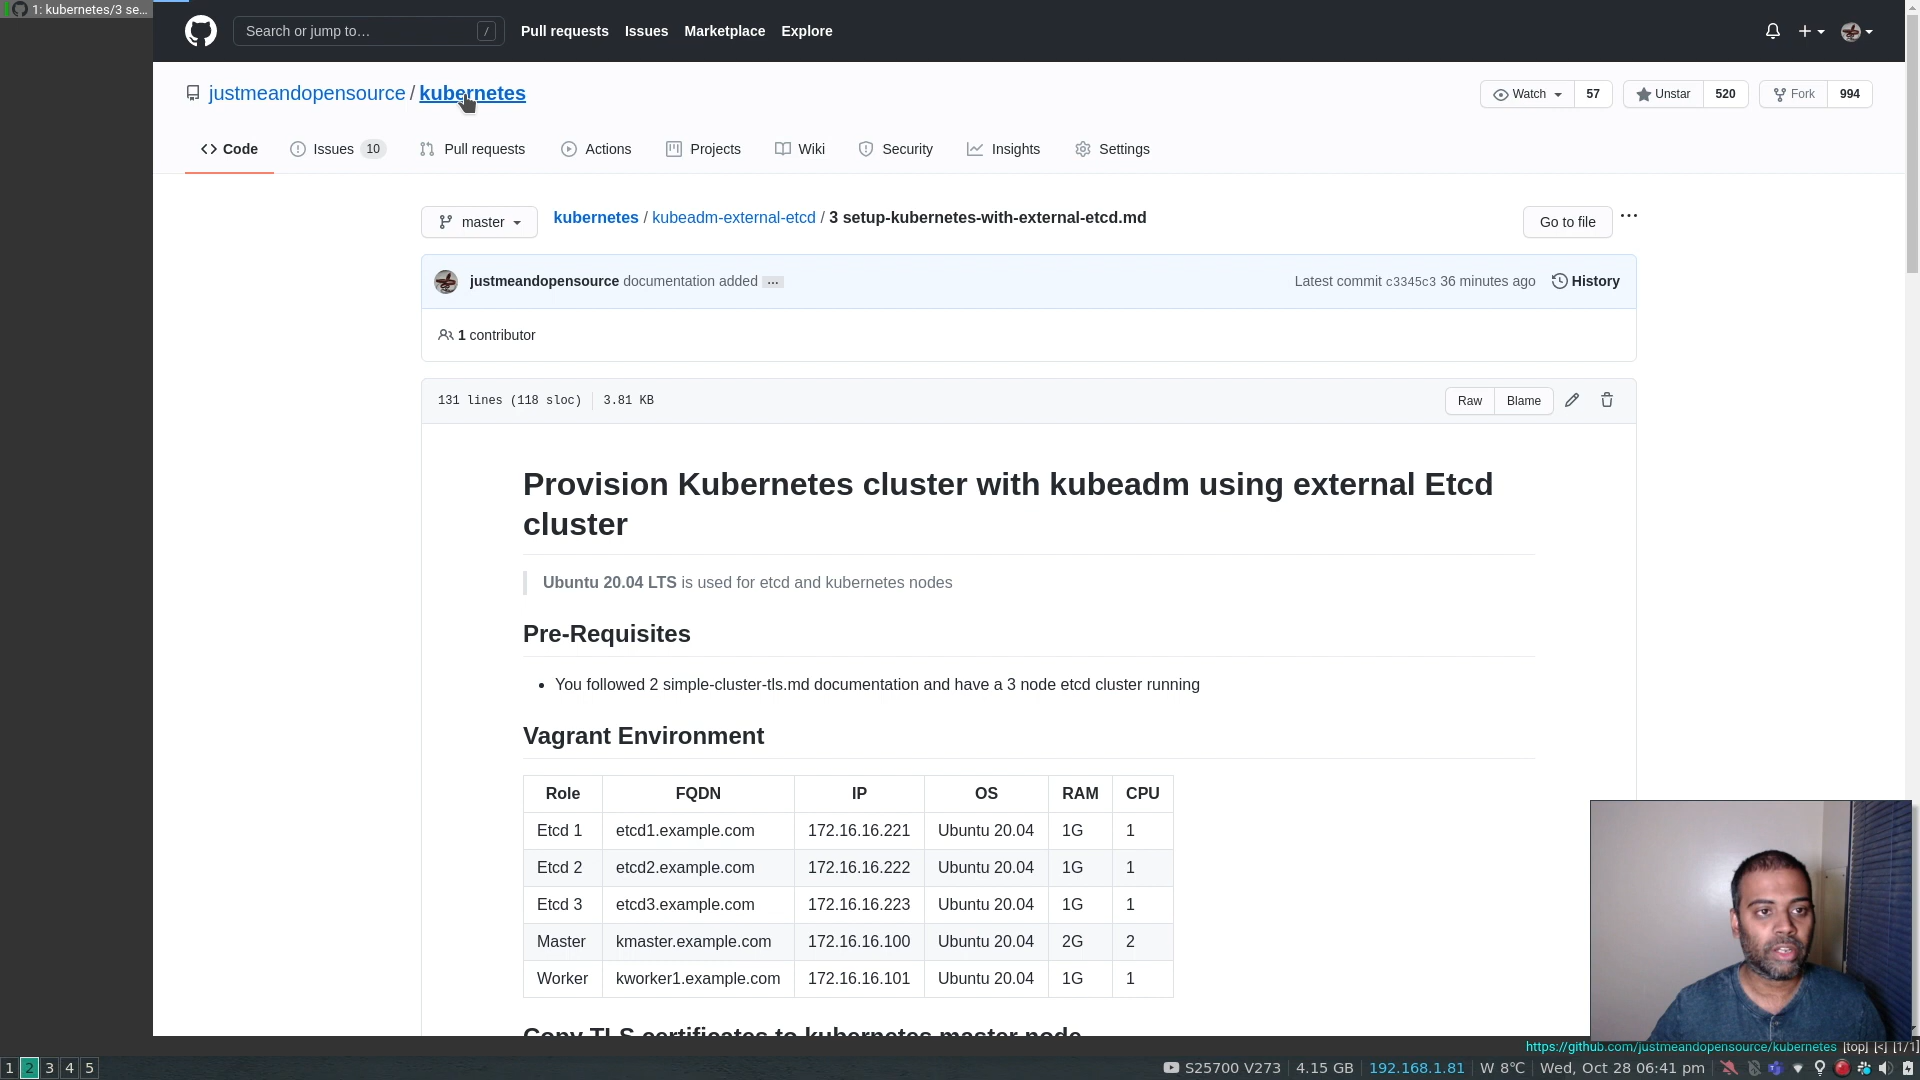 1: kubernetes/3 se...
Search or jump to…
/
Pull requests
Issues
Marketplace
Explore
justmeandopensource / kubernetes
Watch 57
Unstar 520
Fork 994
Code
Issues 10
Pull requests
Actions
Projects
Wiki
Security
Insights
Settings
master
kubernetes / kubeadm-external-etcd / 3 setup-kubernetes-with-external-etcd.md
Go to file
justmeandopensource documentation added …
Latest commit c3345c3 36 minutes ago
History
1 contributor
131 lines (118 sloc) 3.81 KB
Raw
Blame
Provision Kubernetes cluster with kubeadm using external Etcd
cluster
Ubuntu 20.04 LTS is used for etcd and kubernetes nodes
Pre-Requisites
You followed 2 simple-cluster-tls.md documentation and have a 3 node etcd cluster running
Vagrant Environment
Role FQDN IP OS RAM CPU
Etcd 1 etcd1.example.com 172.16.16.221 Ubuntu 20.04 1G 1
Etcd 2 etcd2.example.com 172.16.16.222 Ubuntu 20.04 1G 1
Etcd 3 etcd3.example.com 172.16.16.223 Ubuntu 20.04 1G 1
Master kmaster.example.com 172.16.16.100 Ubuntu 20.04 2G 2
Worker kworker1.example.com 172.16.16.101 Ubuntu 20.04 1G 1
Copy TLS certificates to kubernetes master node
https://github.com/justmeandopensource/kubernetes [top] [<] [1/1]
1 2 3 4 5
S25700 V273 4.15 GB 192.168.1.81 W 8°C Wed, Oct 28 06:41 pm